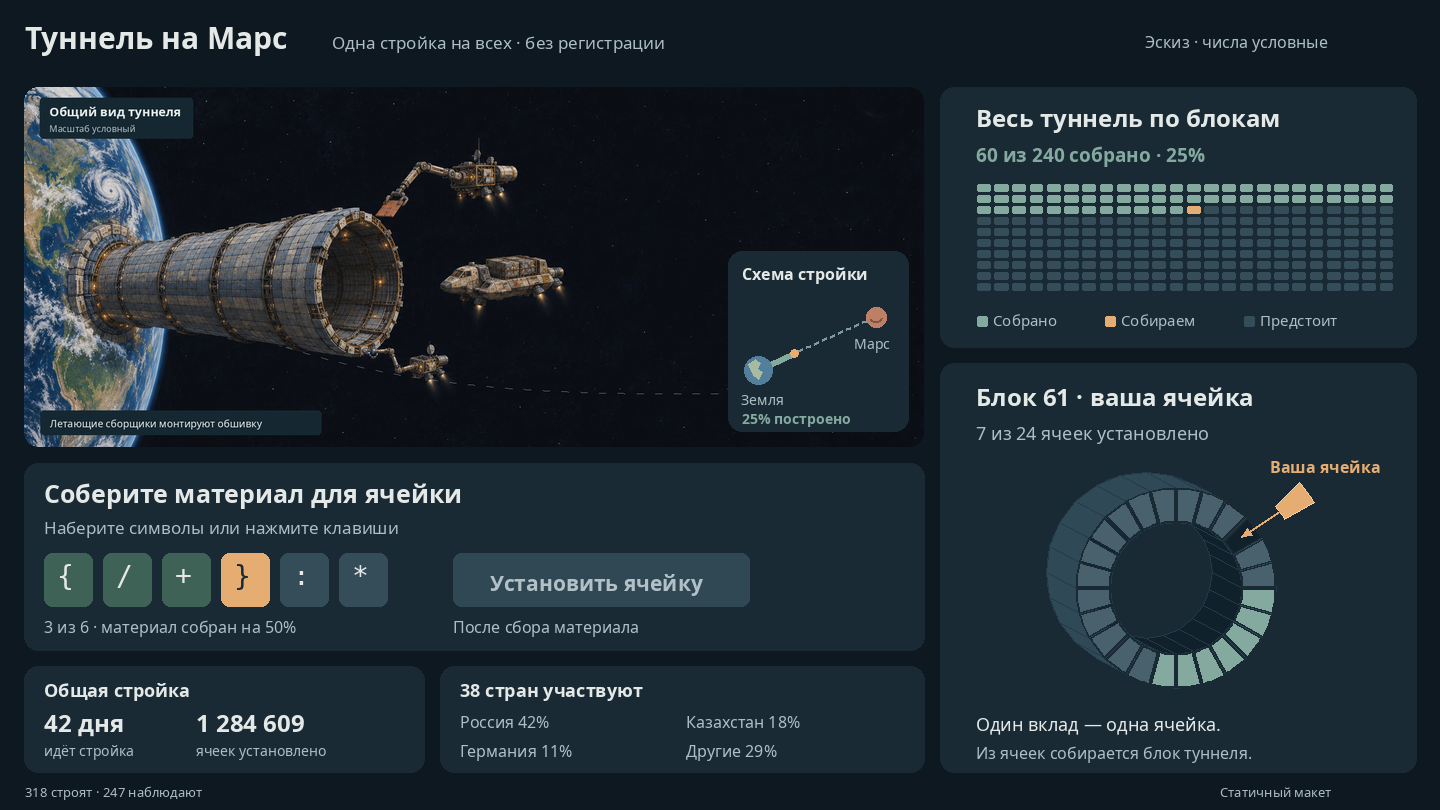 Туннель на Марс
Одна стройка на всех · без регистрации
Эскиз · числа условные
Общий вид туннеля
Масштаб условный
Летающие сборщики монтируют обшивку
Схема стройки
Марс
Земля
25% построено
Весь туннель по блокам
60 из 240 собрано · 25%
Собрано
Собираем
Предстоит
Соберите материал для ячейки
Наберите символы или нажмите клавиши
{ / + } : *
Установить ячейку
3 из 6 · материал собран на 50%
После сбора материала
Блок 61 · ваша ячейка
7 из 24 ячеек установлено
Ваша ячейка
Один вклад — одна ячейка.
Из ячеек собирается блок туннеля.
Общая стройка
42 дня
идёт стройка
1 284 609
ячеек установлено
38 стран участвуют
Россия 42%
Казахстан 18%
Германия 11%
Другие 29%
318 строят · 247 наблюдают
Статичный макет